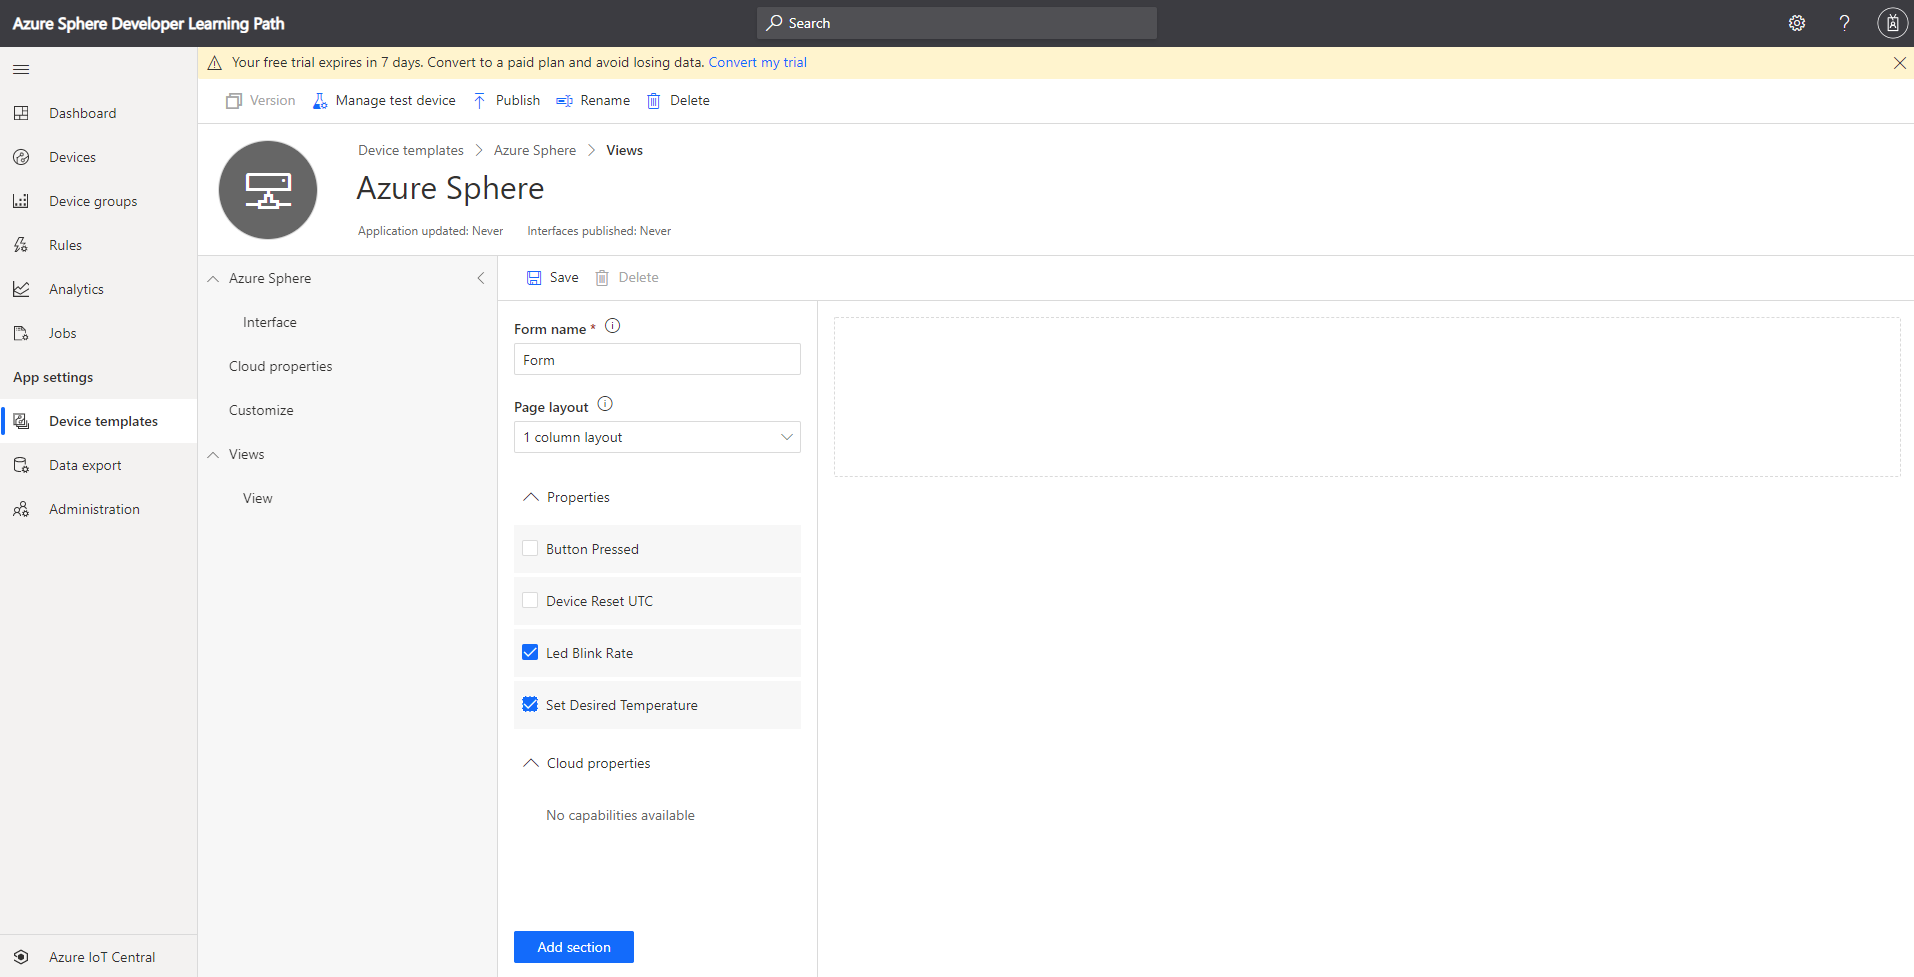 Azure Sphere Developer Learning Path
Search
Your free trial expires in 7 days. Convert to a paid plan and avoid losing data. Convert my trial
Version
Manage test device
Publish
Rename
Delete
Dashboard
Devices
Device groups
Rules
Analytics
Jobs
App settings
Device templates
Data export
Administration
Azure IoT Central
Device templates > Azure Sphere > Views
Azure Sphere
Application updated: Never
Interfaces published: Never
Azure Sphere
Interface
Cloud properties
Customize
Views
View
Save
Delete
Form name *
Form
Page layout
1 column layout
Properties
Button Pressed
Device Reset UTC
Led Blink Rate
Set Desired Temperature
Cloud properties
No capabilities available
Add section